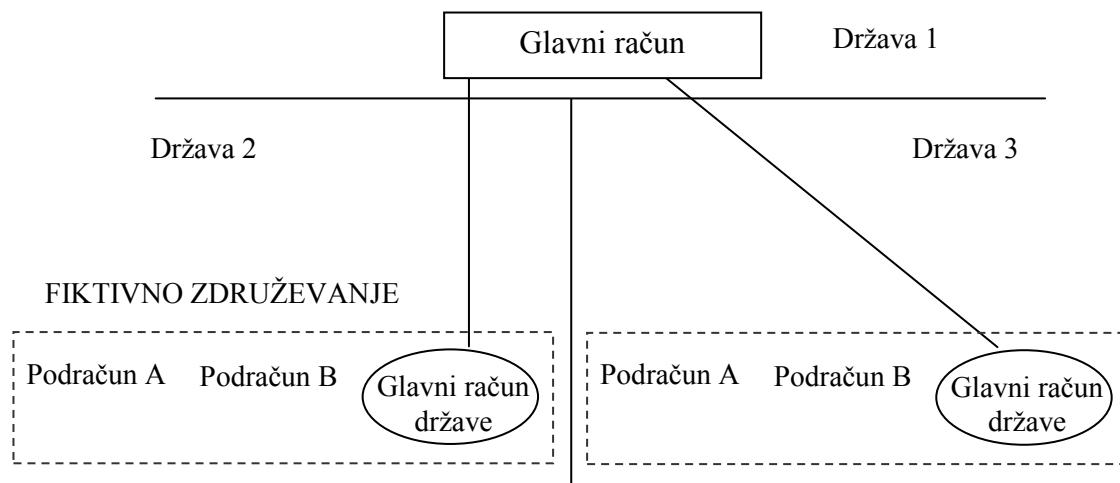 Glavni račun
Država 1
Država 2
Država 3
FIKTIVNO ZDRUŽEVANJE
Podračun A
Podračun B
Glavni račun
države
Podračun A
Podračun B
Glavni račun
države